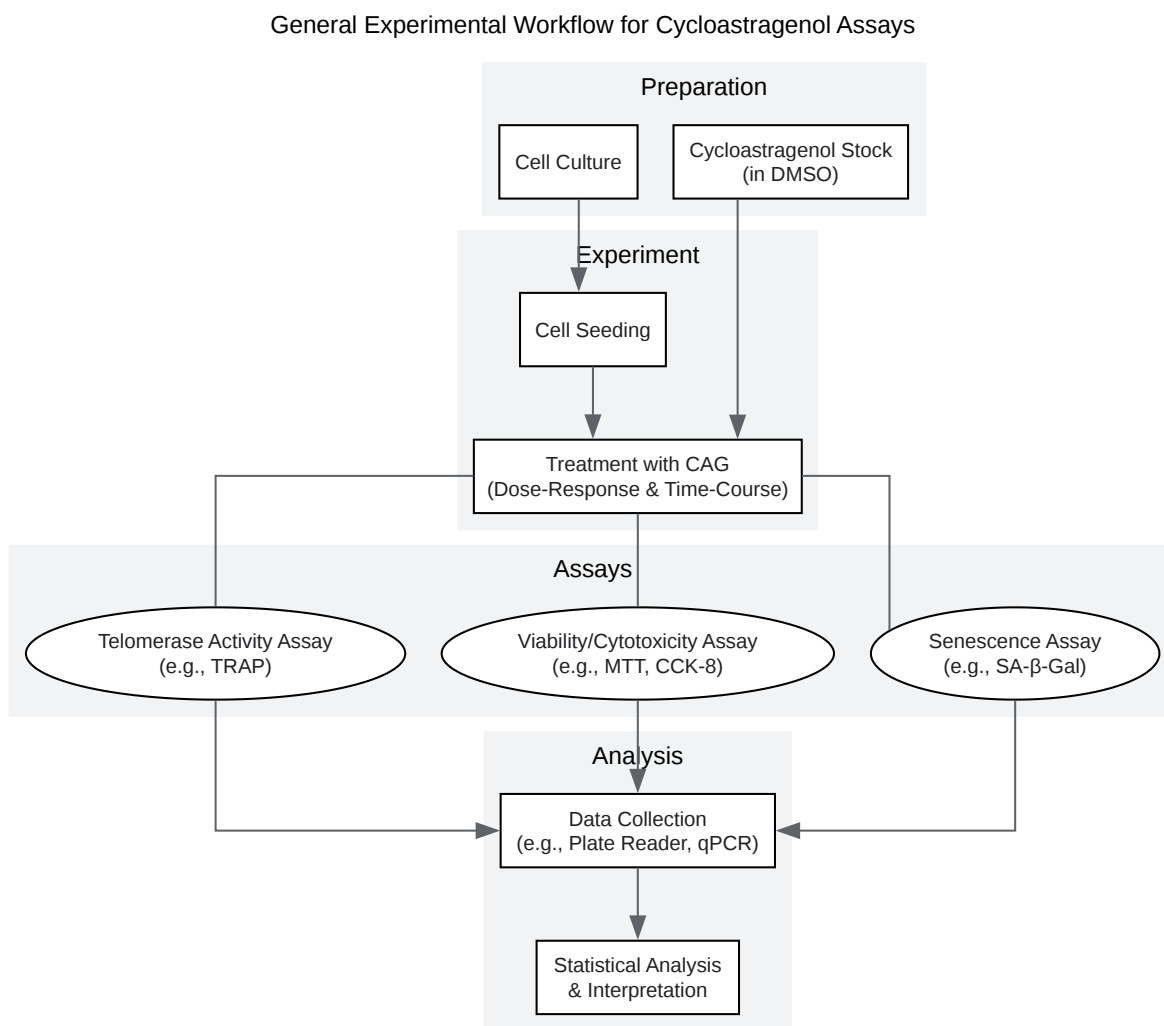 General Experimental Workflow for Cycloastragenol Assays
Preparation
Cell Culture
Cycloastragenol Stock
(in DMSO)
Experiment
Cell Seeding
Treatment with CAG
(Dose-Response & Time-Course)
Assays
Telomerase Activity Assay
(e.g., TRAP)
Viability/Cytotoxicity Assay
(e.g., MTT, CCK-8)
Senescence Assay
(e.g., SA-β-Gal)
Analysis
Data Collection
(e.g., Plate Reader, qPCR)
Statistical Analysis
& Interpretation